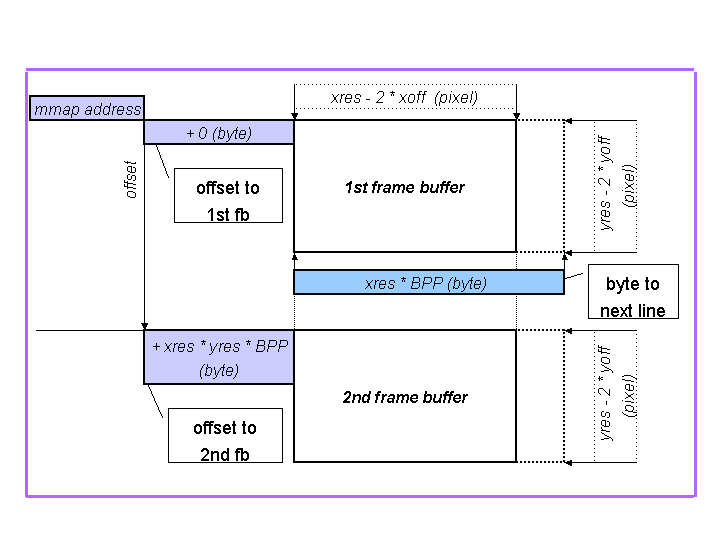 xres - 2 * xoff (pixel)
mmap address
+ 0 (byte)
offset
offset to
1st fb
1st frame buffer
yres - 2 * yoff
(pixel)
xres * BPP (byte)
byte to
next line
+ xres * yres * BPP
(byte)
offset to
2nd fb
2nd frame buffer
yres - 2 * yoff
(pixel)